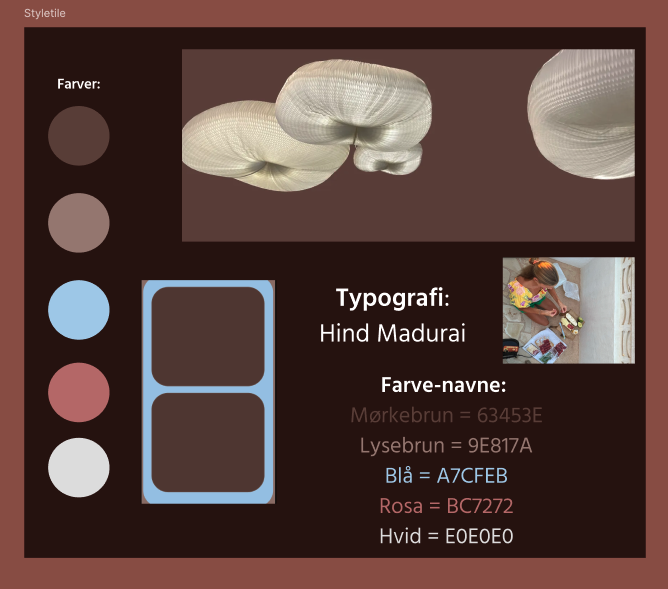 Styletile
Farver:
Typografi:
Hind Madurai
Farve-navne:
Mørkebrun = 63453E
Lysebrun = 9E817A
Blå = A7CFEB
Rosa = BC7272
Hvid = E0E0E0